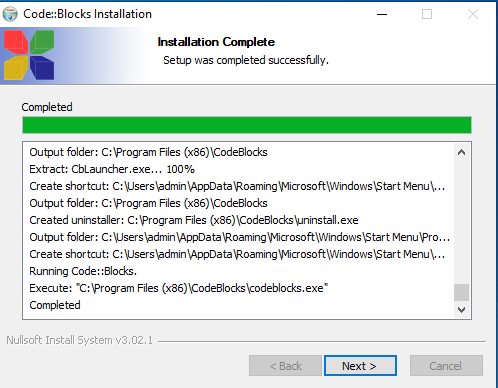 Code::Blocks Installation
Installation Complete
Setup was completed successfully.
Completed
Output folder: C:\Program Files (x86)\CodeBlocks
Extract: CbLauncher.exe... 100%
Create shortcut: C:\Users\admin\AppData\Roaming\Microsoft\Windows\Start Menu\...
Output folder: C:\Program Files (x86)\CodeBlocks
Created uninstaller: C:\Program Files (x86)\CodeBlocks\uninstall.exe
Output folder: C:\Users\admin\AppData\Roaming\Microsoft\Windows\Start Menu\Pro...
Create shortcut: C:\Users\admin\AppData\Roaming\Microsoft\Windows\Start Menu\...
Running Code::Blocks.
Execute: "C:\Program Files (x86)\CodeBlocks\codeblocks.exe"
Completed
Nullsoft Install System v3.02.1
< Back Next > Cancel